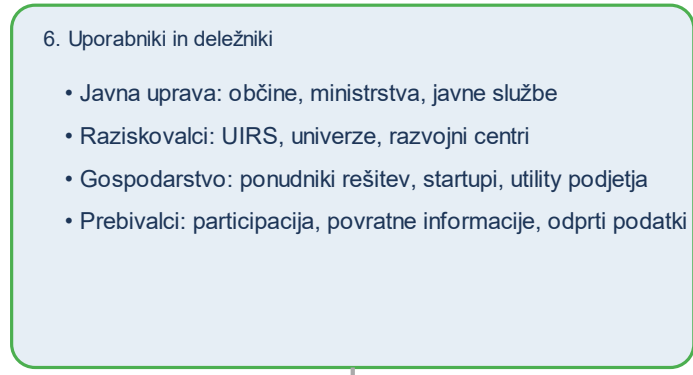 6. Uporabniki in deležniki
• Javna uprava: občine, ministrstva, javne službe
• Raziskovalci: UIRS, univerze, razvojni centri
• Gospodarstvo: ponudniki rešitev, startupi, utility podjetja
• Prebivalci: participacija, povratne informacije, odprti podatki